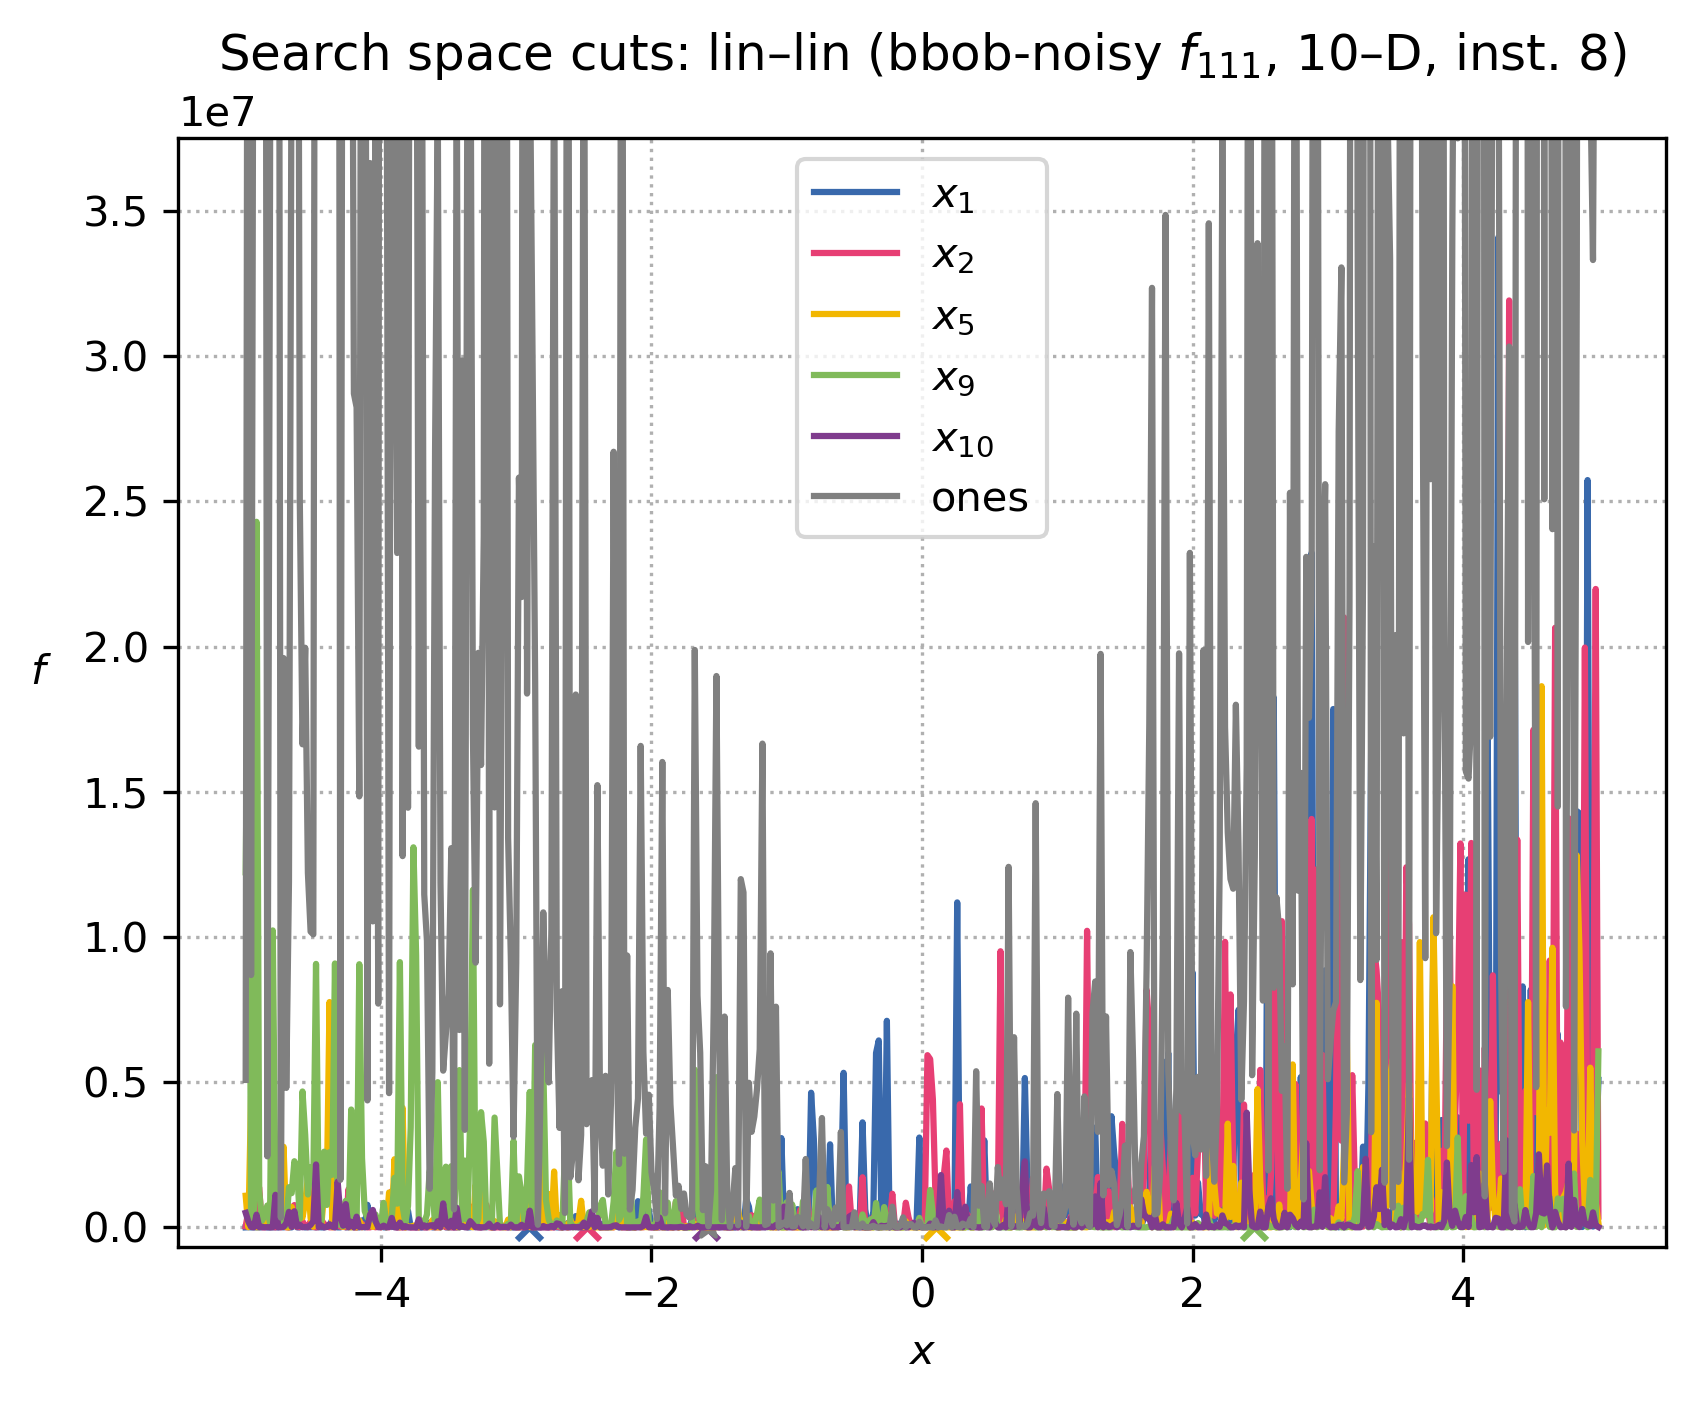 Search space cuts: lin–lin (bbob-noisy f111, 10–D, inst. 8)
1e7
3.5
3.0
2.5
2.0
1.5
1.0
0.5
0.0
f
x1
x2
x5
x9
x10
ones
−4 −2 0 2 4
x